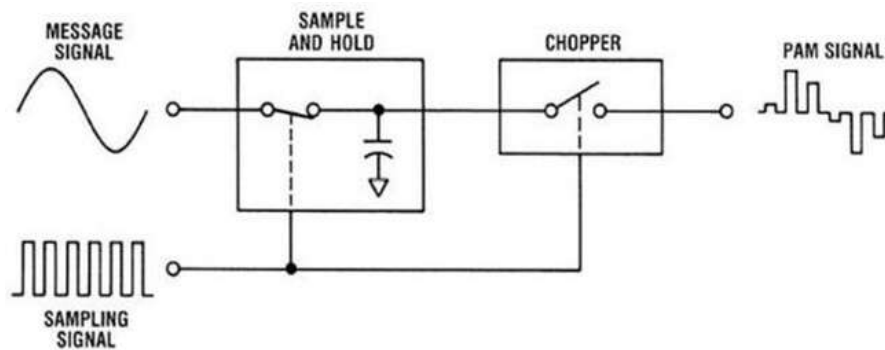 MESSAGE
SIGNAL
SAMPLE
AND HOLD
CHOPPER
PAM SIGNAL
SAMPLING
SIGNAL